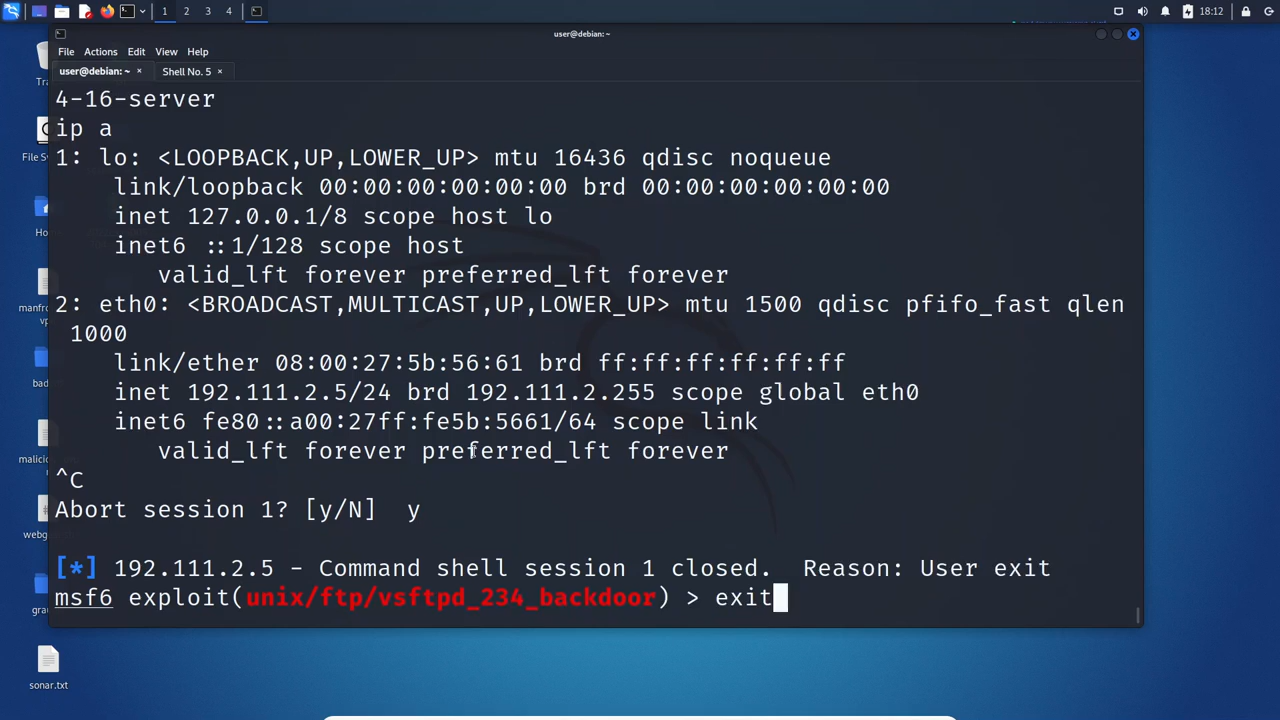 1 2 3 4
18:12
user@debian: ~
File Actions Edit View Help
user@debian: ~ × Shell No. 5 ×
4-16-server
ip a
1: lo: <LOOPBACK,UP,LOWER_UP> mtu 16436 qdisc noqueue
link/loopback 00:00:00:00:00:00 brd 00:00:00:00:00:00
inet 127.0.0.1/8 scope host lo
inet6 ::1/128 scope host
valid_lft forever preferred_lft forever
2: eth0: <BROADCAST,MULTICAST,UP,LOWER_UP> mtu 1500 qdisc pfifo_fast qlen
1000
link/ether 08:00:27:5b:56:61 brd ff:ff:ff:ff:ff:ff
inet 192.111.2.5/24 brd 192.111.2.255 scope global eth0
inet6 fe80::a00:27ff:fe5b:5661/64 scope link
valid_lft forever preferred_lft forever
^C
Abort session 1? [y/N] y
[*] 192.111.2.5 - Command shell session 1 closed. Reason: User exit
msf6 exploit(unix/ftp/vsftpd_234_backdoor) > exit
sonar.txt